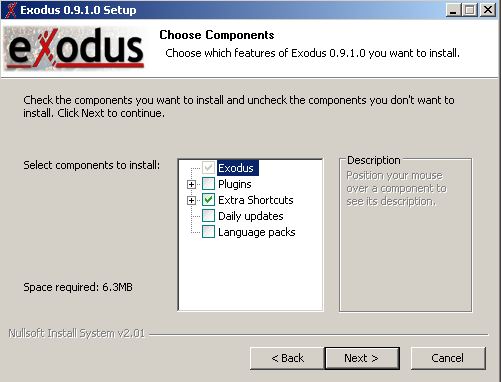 Exodus 0.9.1.0 Setup
exodus
Choose Components
Choose which features of Exodus 0.9.1.0 you want to install.
Check the components you want to install and uncheck the components you don't want to
install. Click Next to continue.
Select components to install:
Exodus
Plugins
Extra Shortcuts
Daily updates
Language packs
Description
Position your mouse
over a component to
see its description.
Space required: 6.3MB
Nullsoft Install System v2.01
< Back
Next >
Cancel